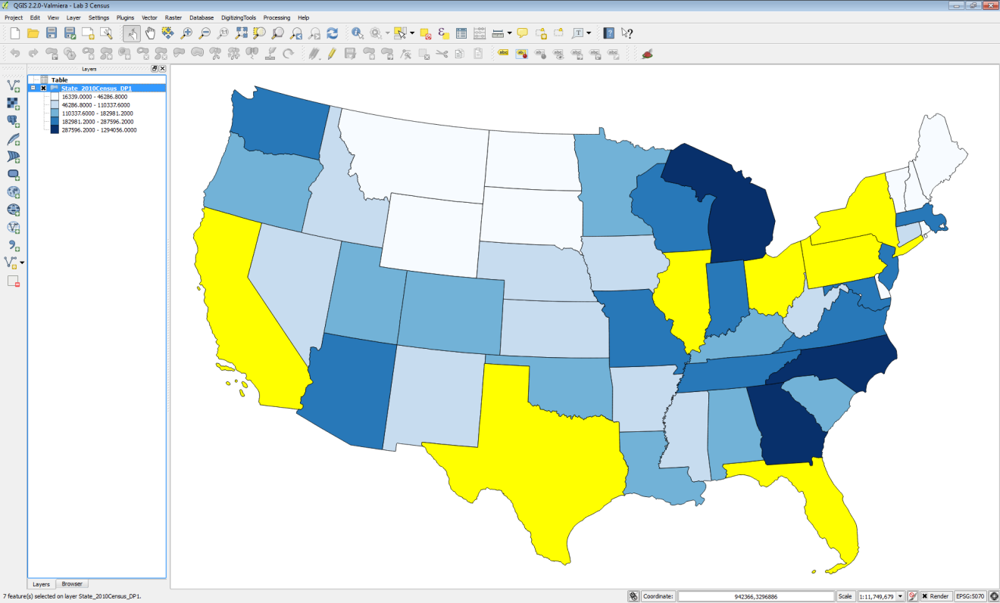 QGIS 2.2.0-Valmiera - Lab 3 Census
Project Edit View Layer Settings Plugins Vector Raster Database DigitizingTools Processing Help
Layers
Table
State_2010Census_DP1
16339.0000 - 46286.8000
46286.8000 - 110337.6000
110337.6000 - 182981.2000
182981.2000 - 287596.2000
287596.2000 - 1294056.0000
Layers Browser
7 feature(s) selected on layer State_2010Census_DP1. Coordinate: 942366,3296886 Scale 1:11,749,679 Render EPSG:5070